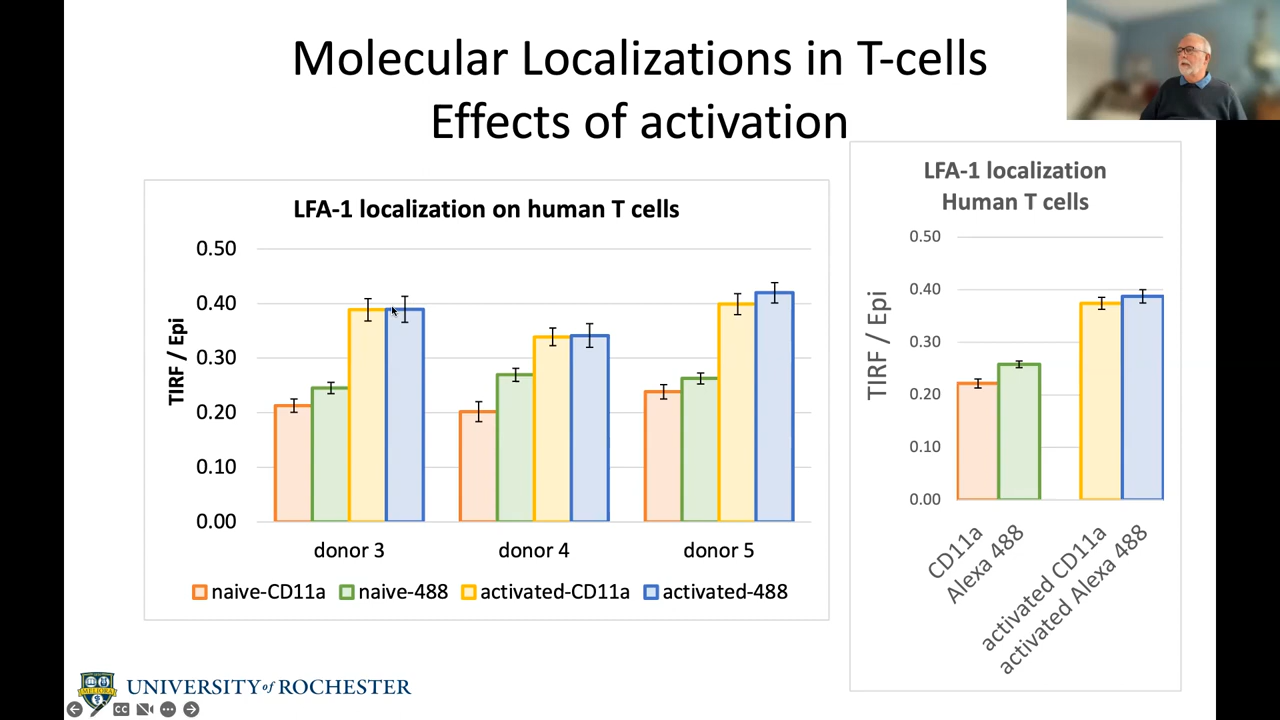 Molecular Localizations in T-cells
Effects of activation
LFA-1 localization on human T cells
TIRF / Epi
0.50
0.40
0.30
0.20
0.10
0.00
donor 3 donor 4 donor 5
naive-CD11a naive-488 activated-CD11a activated-488
LFA-1 localization
Human T cells
TIRF / Epi
0.50
0.40
0.30
0.20
0.10
0.00
CD11a
Alexa 488
activated CD11a
activated Alexa 488
MELIORA
UNIVERSITY of ROCHESTER
CC